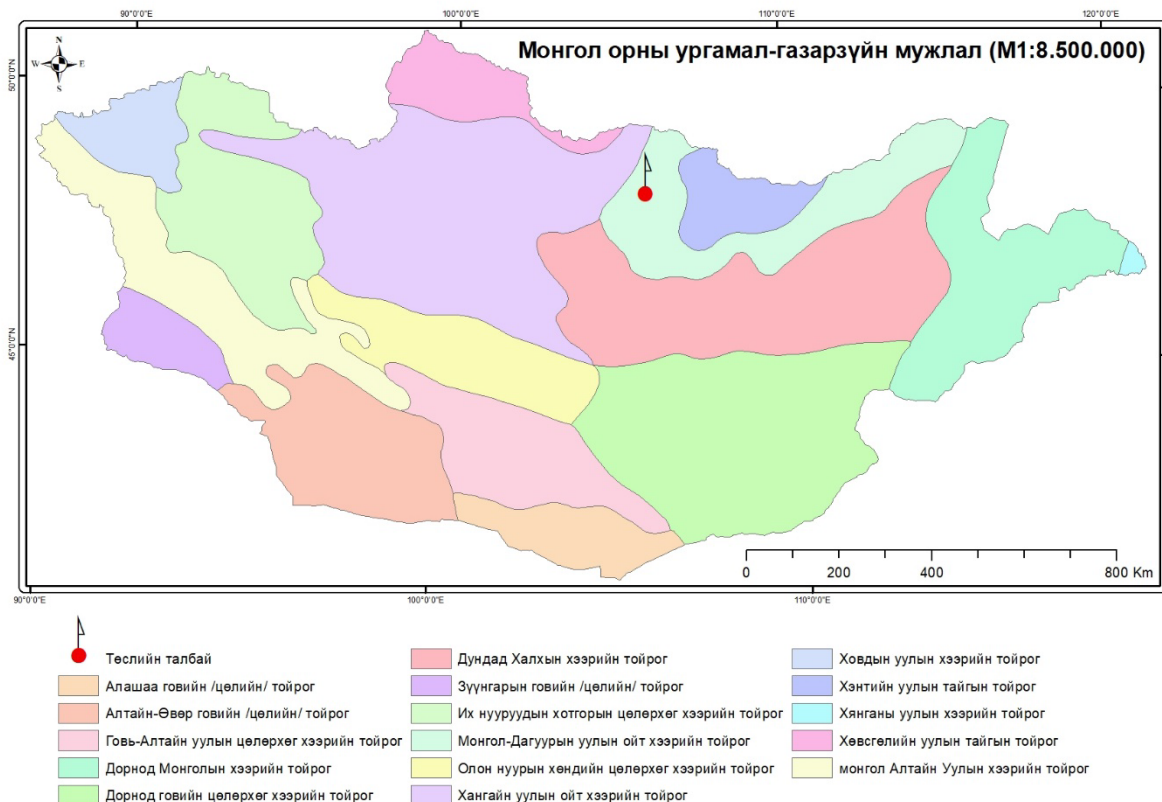 90°0'0"E 100°0'0"E 110°0'0"E 120°0'0"E
Монгол орны ургамал-газарзүйн мужлал (М1:8.500.000)
N
W E
S
50°0'0"N
45°0'0"N
0 200 400 800 Km
90°0'0"E 100°0'0"E 110°0'0"E
Төслийн талбай
Алашаа говийн /цөлийн/ тойрог
Алтайн-Өвөр говийн /цөлийн/ тойрог
Говь-Алтайн уулын цөлөрхөг хээрийн тойрог
Дорнод Монголын хээрийн тойрог
Дорнод говийн цөлөрхөг хээрийн тойрог
Дундад Халхын хээрийн тойрог
Зүүнгарын говийн /цөлийн/ тойрог
Их нууруудын хотгорын цөлөрхөг хээрийн тойрог
Монгол-Дагуурын уулын ойт хээрийн тойрог
Олон нуурын хөндийн цөлөрхөг хээрийн тойрог
Хангайн уулын ойт хээрийн тойрог
Ховдын уулын хээрийн тойрог
Хэнтийн уулын тайгын тойрог
Хянганы уулын хээрийн тойрог
Хөвсгөлийн уулын тайгын тойрог
монгол Алтайн Уулын хээрийн тойрог